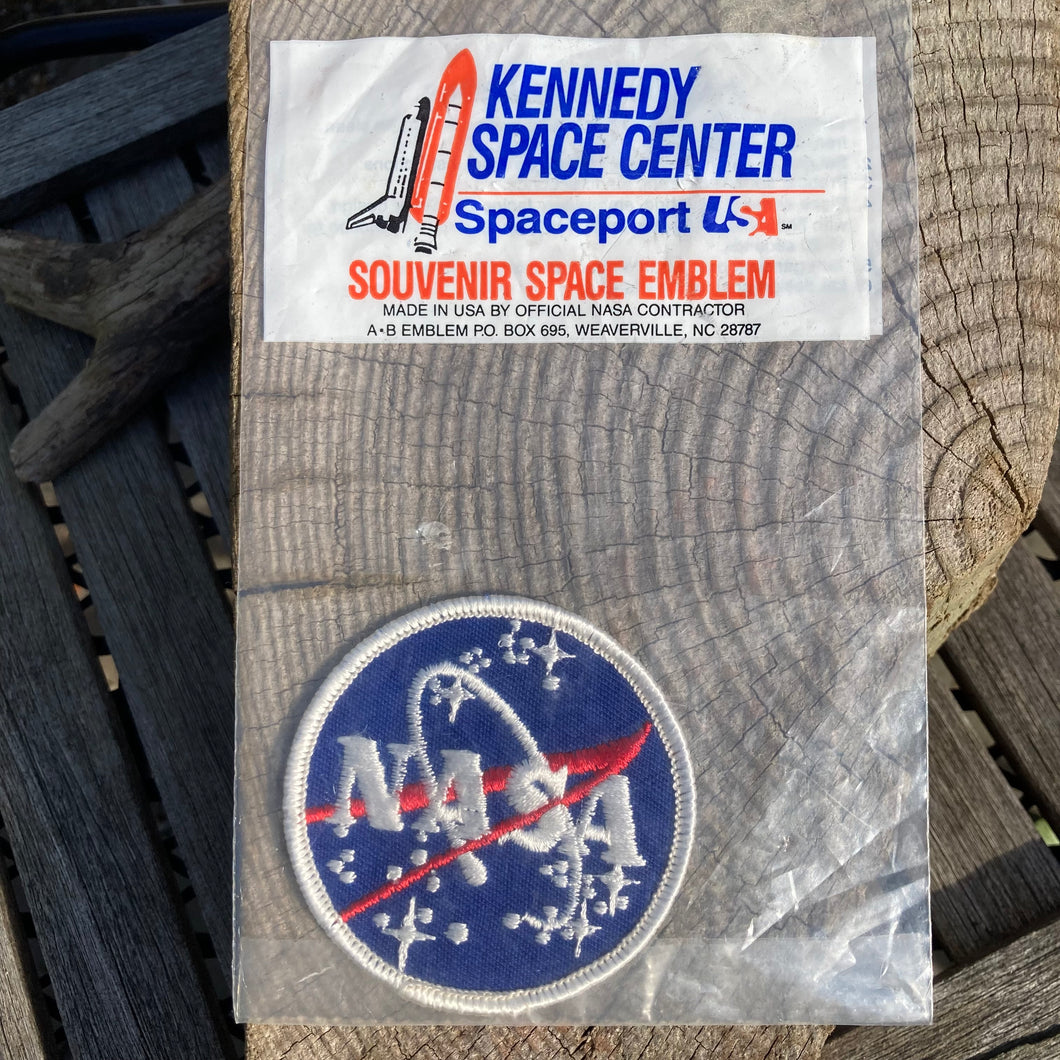 KENNEDY
SPACE CENTER
Spaceport USA SM
SOUVENIR SPACE EMBLEM
MADE IN USA BY OFFICIAL NASA CONTRACTOR
A•B EMBLEM P.O. BOX 695, WEAVERVILLE, NC 28787
NASA